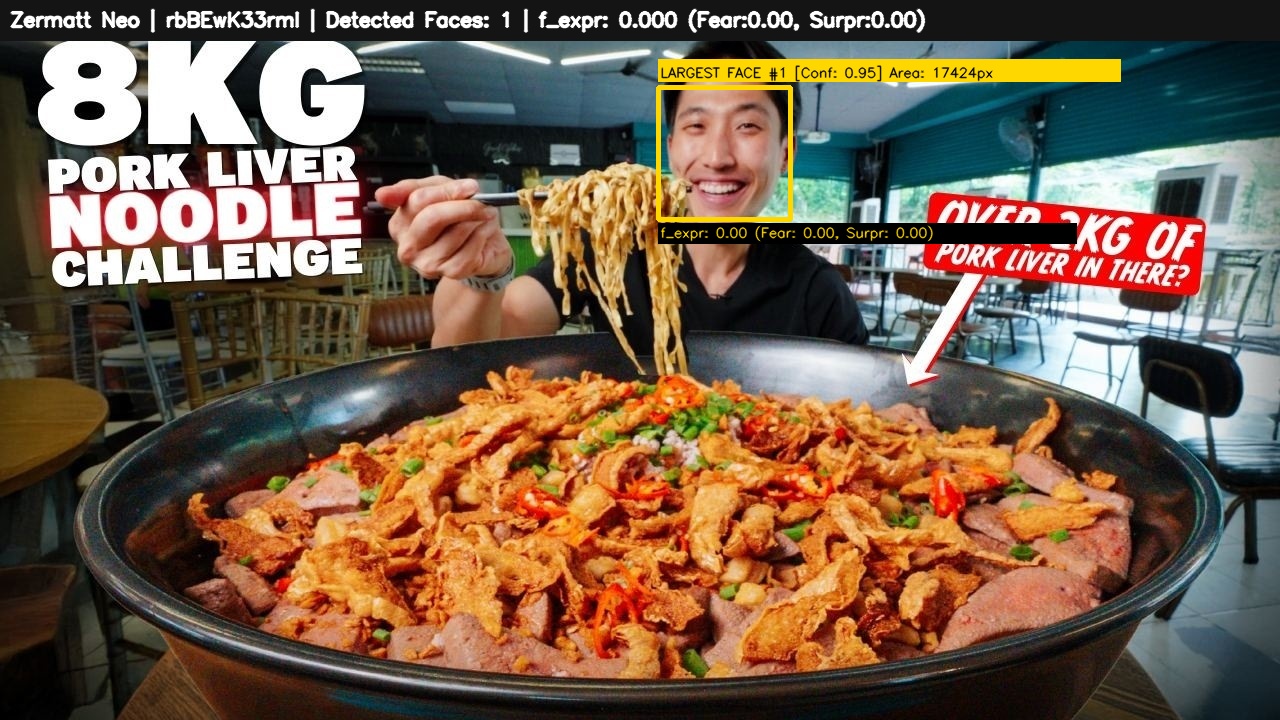 Zermatt Neo | rbBEwK33rmI | Detected Faces: 1 | f_expr: 0.000 (Fear:0.00, Surpr:0.00)
8KG
PORK LIVER
NOODLE
CHALLENGE
LARGEST FACE #1 [Conf: 0.95] Area: 17424px
f_expr: 0.00 (Fear: 0.00, Surpr: 0.00)
OVER 2KG OF
PORK LIVER IN THERE?